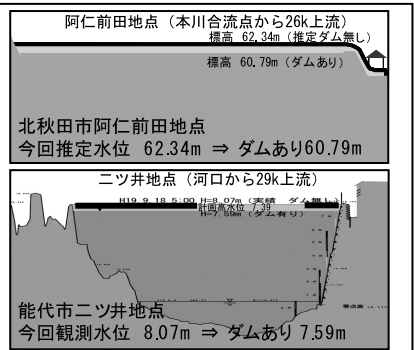 阿仁前田地点（本川合流点から26k上流）
標高 62.34m（推定ダム無し）
標高 60.79m（ダムあり）
北秋田市阿仁前田地点
今回推定水位 62.34m ⇒ ダムあり60.79m
二ツ井地点（河口から29k上流）
H19.9.18 5:00 H=8.07m（実績 ダム無し）
計画高水位 7.39
H=7.59m（ダム有り）
能代市二ツ井地点
今回観測水位 8.07m ⇒ ダムあり 7.59m